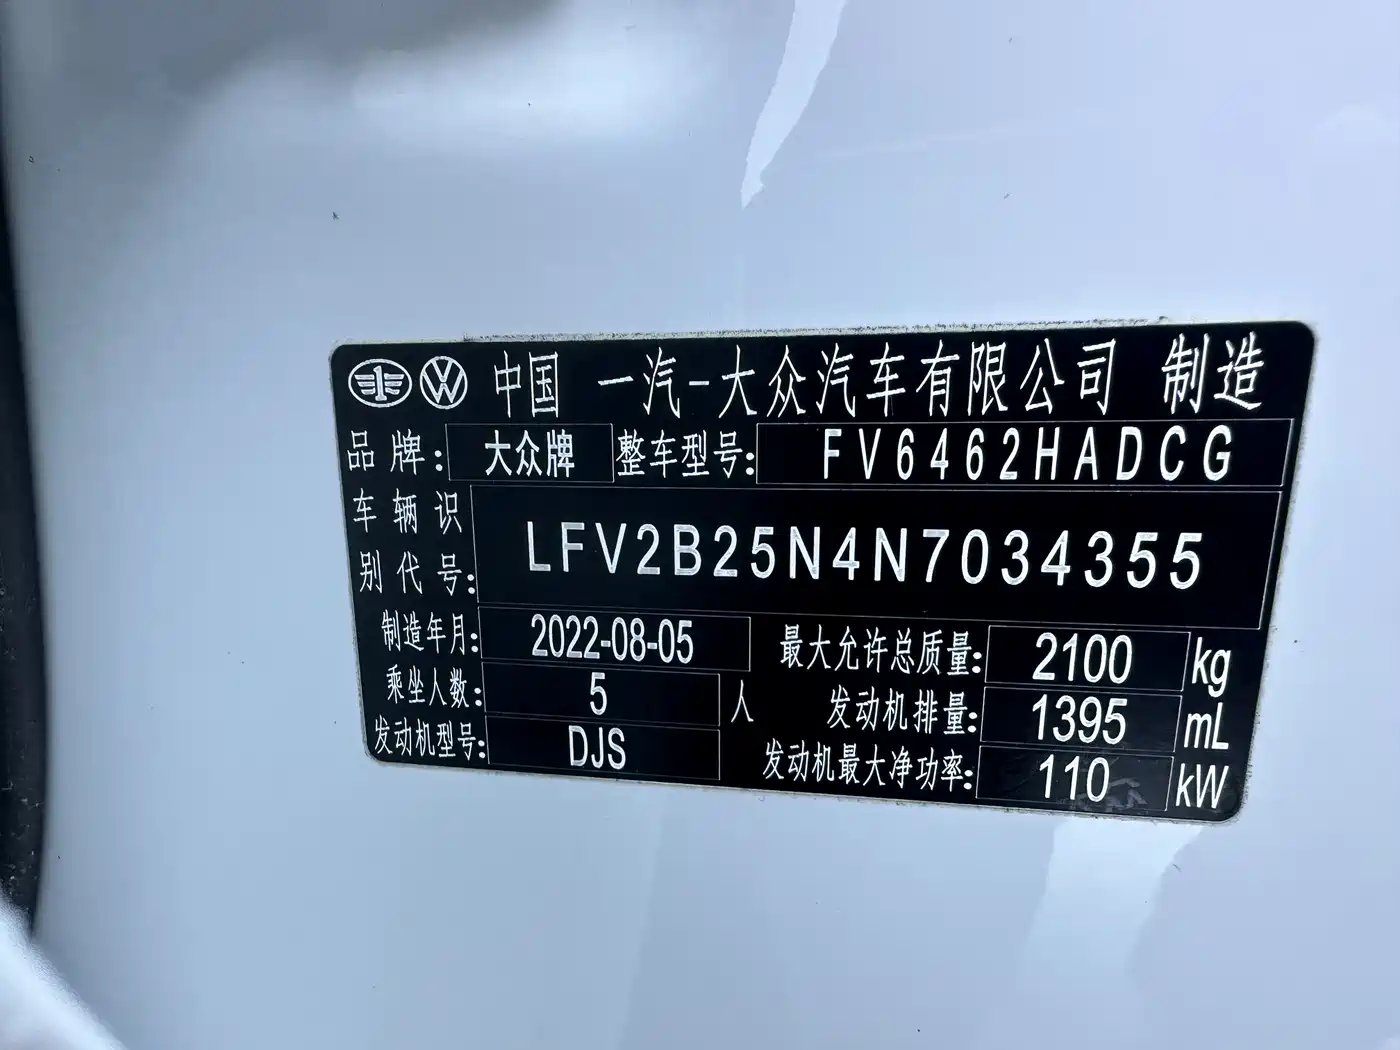 中国 一汽-大众汽车有限公司 制造
品牌: 大众牌 整车型号: FV6462HADCG
车辆识别代号: LFV2B25N4N7034355
制造年月: 2022-08-05 最大允许总质量: 2100 kg
乘坐人数: 5 人 发动机排量: 1395 mL
发动机型号: DJS 发动机最大净功率: 110 kW